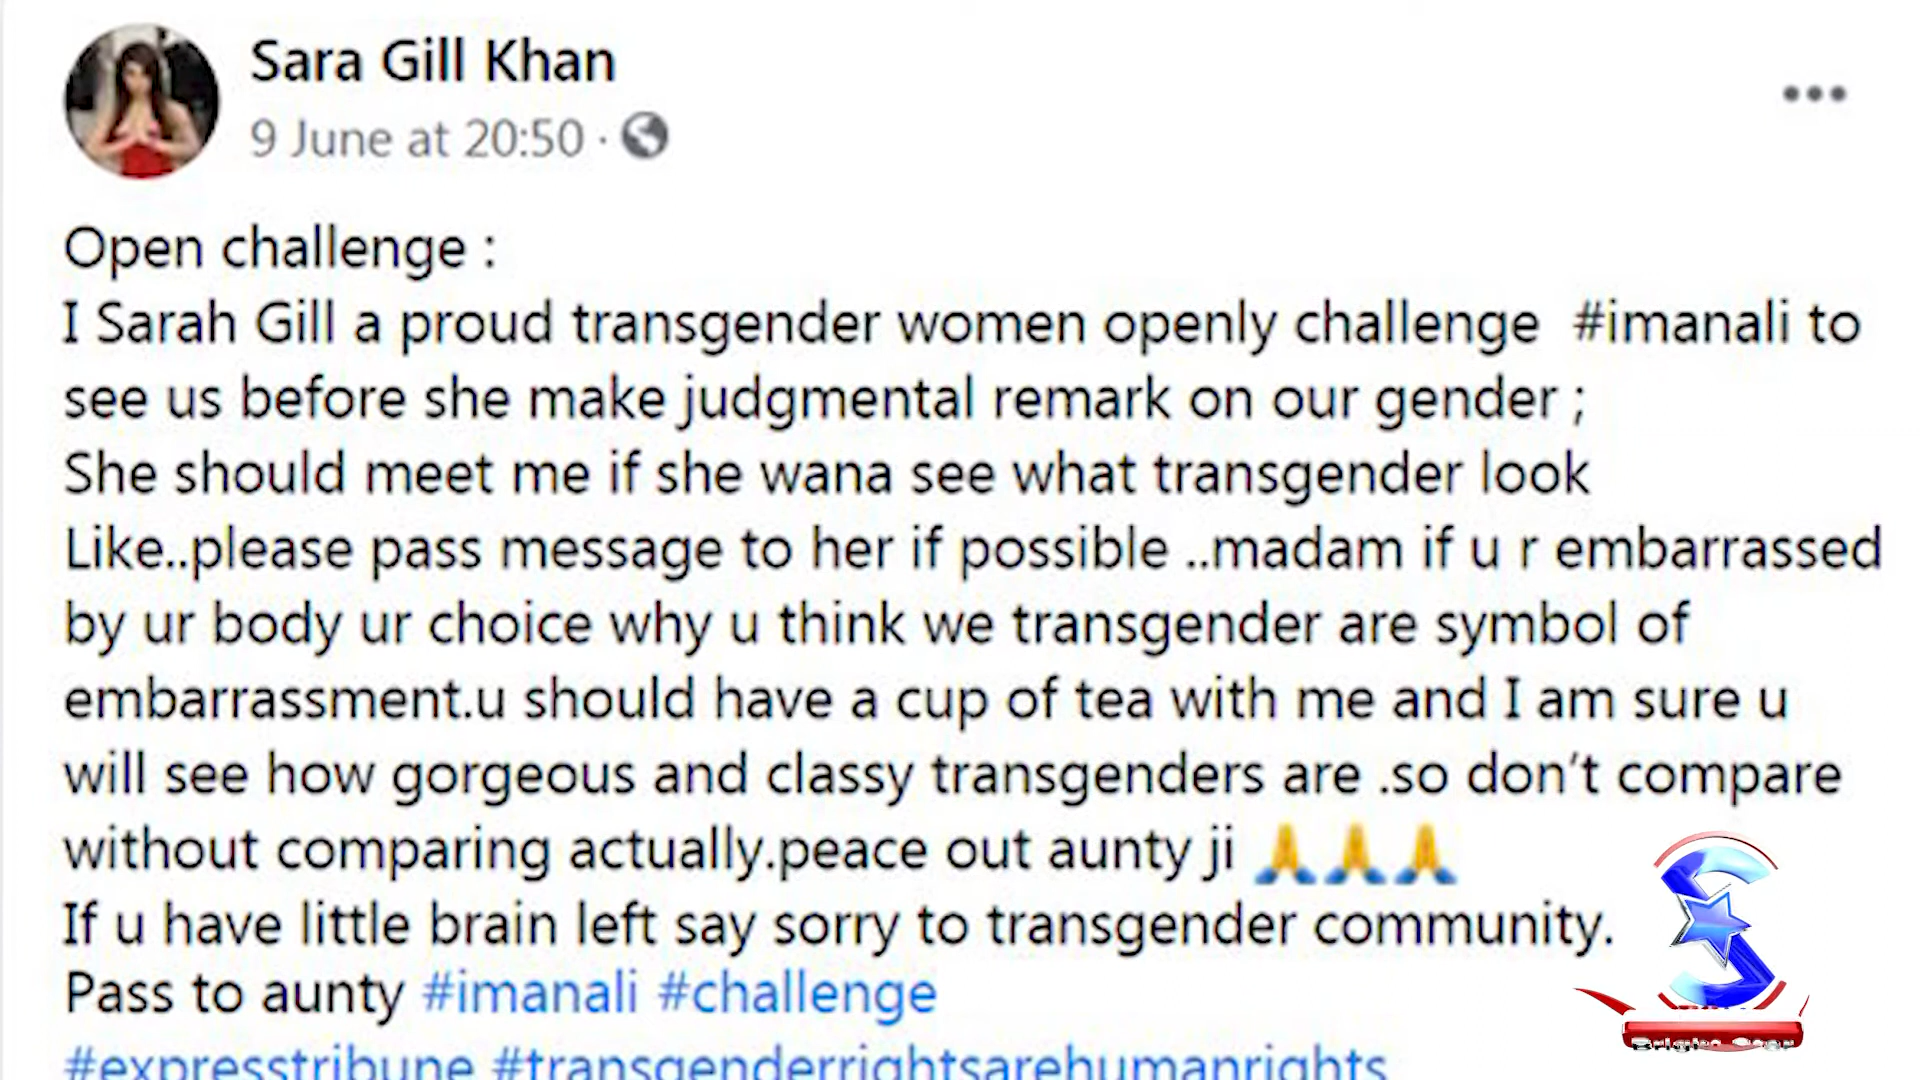 Sara Gill Khan
9 June at 20:50 ·
Open challenge :
I Sarah Gill a proud transgender women openly challenge #imanali to
see us before she make judgmental remark on our gender ;
She should meet me if she wana see what transgender look
Like..please pass message to her if possible ..madam if u r embarrassed
by ur body ur choice why u think we transgender are symbol of
embarrassment.u should have a cup of tea with me and I am sure u
will see how gorgeous and classy transgenders are .so don’t compare
without comparing actually.peace out aunty ji 🙏🙏🙏
If u have little brain left say sorry to transgender community.
Pass to aunty #imanali #challenge
#expresstribune #transgenderrightsarehumanrights
Bright Star